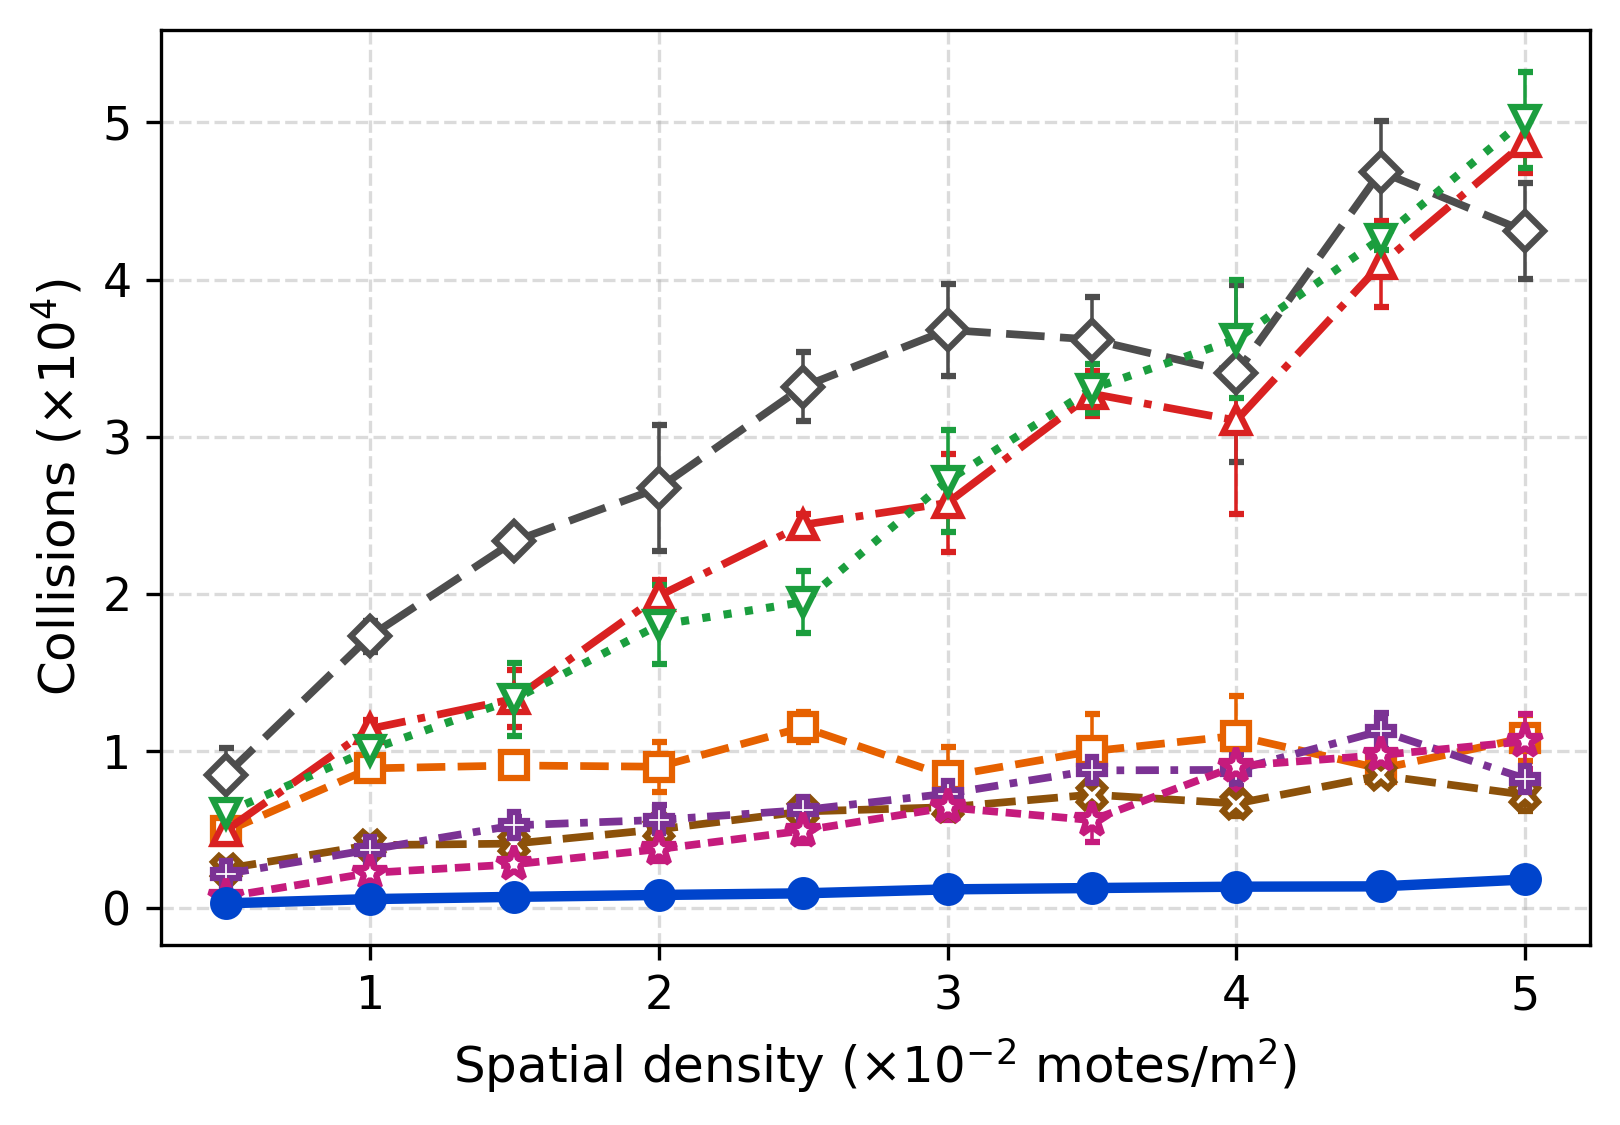 Collisions (×10⁴)
5
4
3
2
1
0
1 2 3 4 5
Spatial density (×10⁻² motes/m²)